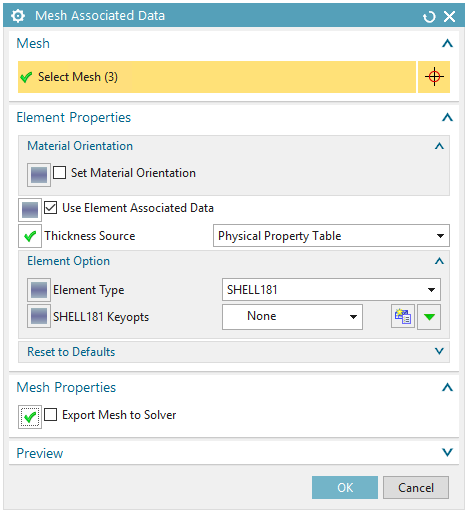 Mesh Associated Data
Mesh
Select Mesh (3)
Element Properties
Material Orientation
Set Material Orientation
Use Element Associated Data
Thickness Source Physical Property Table
Element Option
Element Type SHELL181
SHELL181 Keyopts None
Reset to Defaults
Mesh Properties
Export Mesh to Solver
Preview
OK Cancel